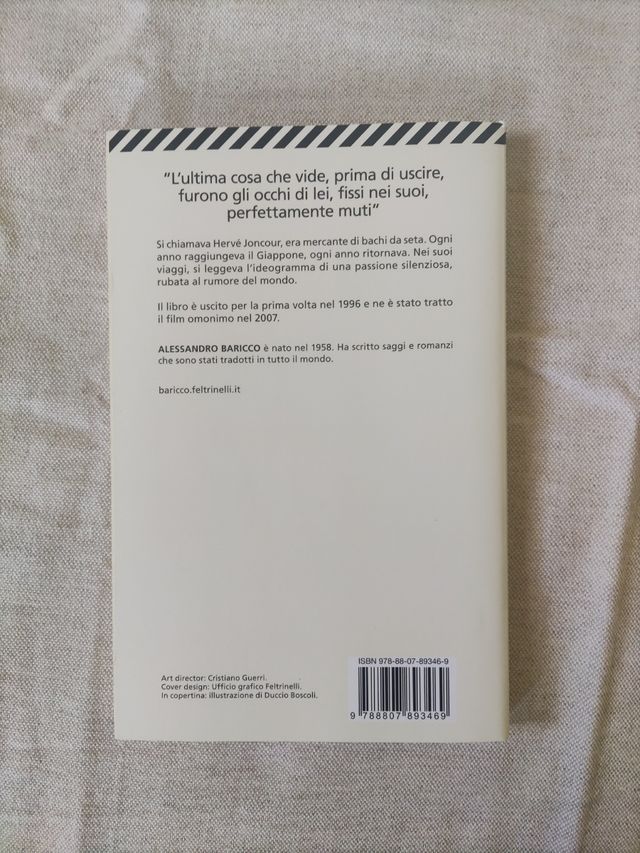 "L'ultima cosa che vide, prima di uscire,
furono gli occhi di lei, fissi nei suoi,
perfettamente muti"
Si chiamava Hervé Joncour, era mercante di bachi da seta. Ogni
anno raggiungeva il Giappone, ogni anno ritornava. Nei suoi
viaggi, si leggeva l'ideogramma di una passione silenziosa,
rubata al rumore del mondo.
Il libro è uscito per la prima volta nel 1996 e ne è stato tratto
il film omonimo nel 2007.
ALESSANDRO BARICCO è nato nel 1958. Ha scritto saggi e romanzi
che sono stati tradotti in tutto il mondo.
baricco.feltrinelli.it
Art director: Cristiano Guerri.
Cover design: Ufficio grafico Feltrinelli.
In copertina: illustrazione di Duccio Boscoli.
ISBN 978-88-07-89346-9
9 788807 893469